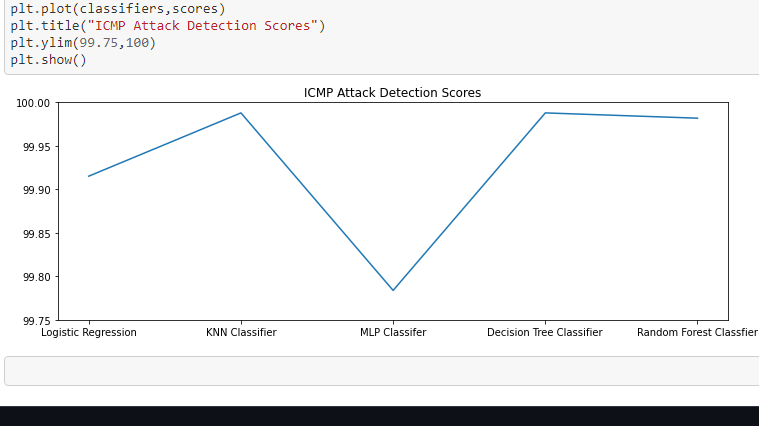 plt.plot(classifiers,scores)
plt.title("ICMP Attack Detection Scores")
plt.ylim(99.75,100)
plt.show()
ICMP Attack Detection Scores
100.00
99.95
99.90
99.85
99.80
99.75
Logistic Regression KNN Classifier MLP Classifer Decision Tree Classifier Random Forest Classfier